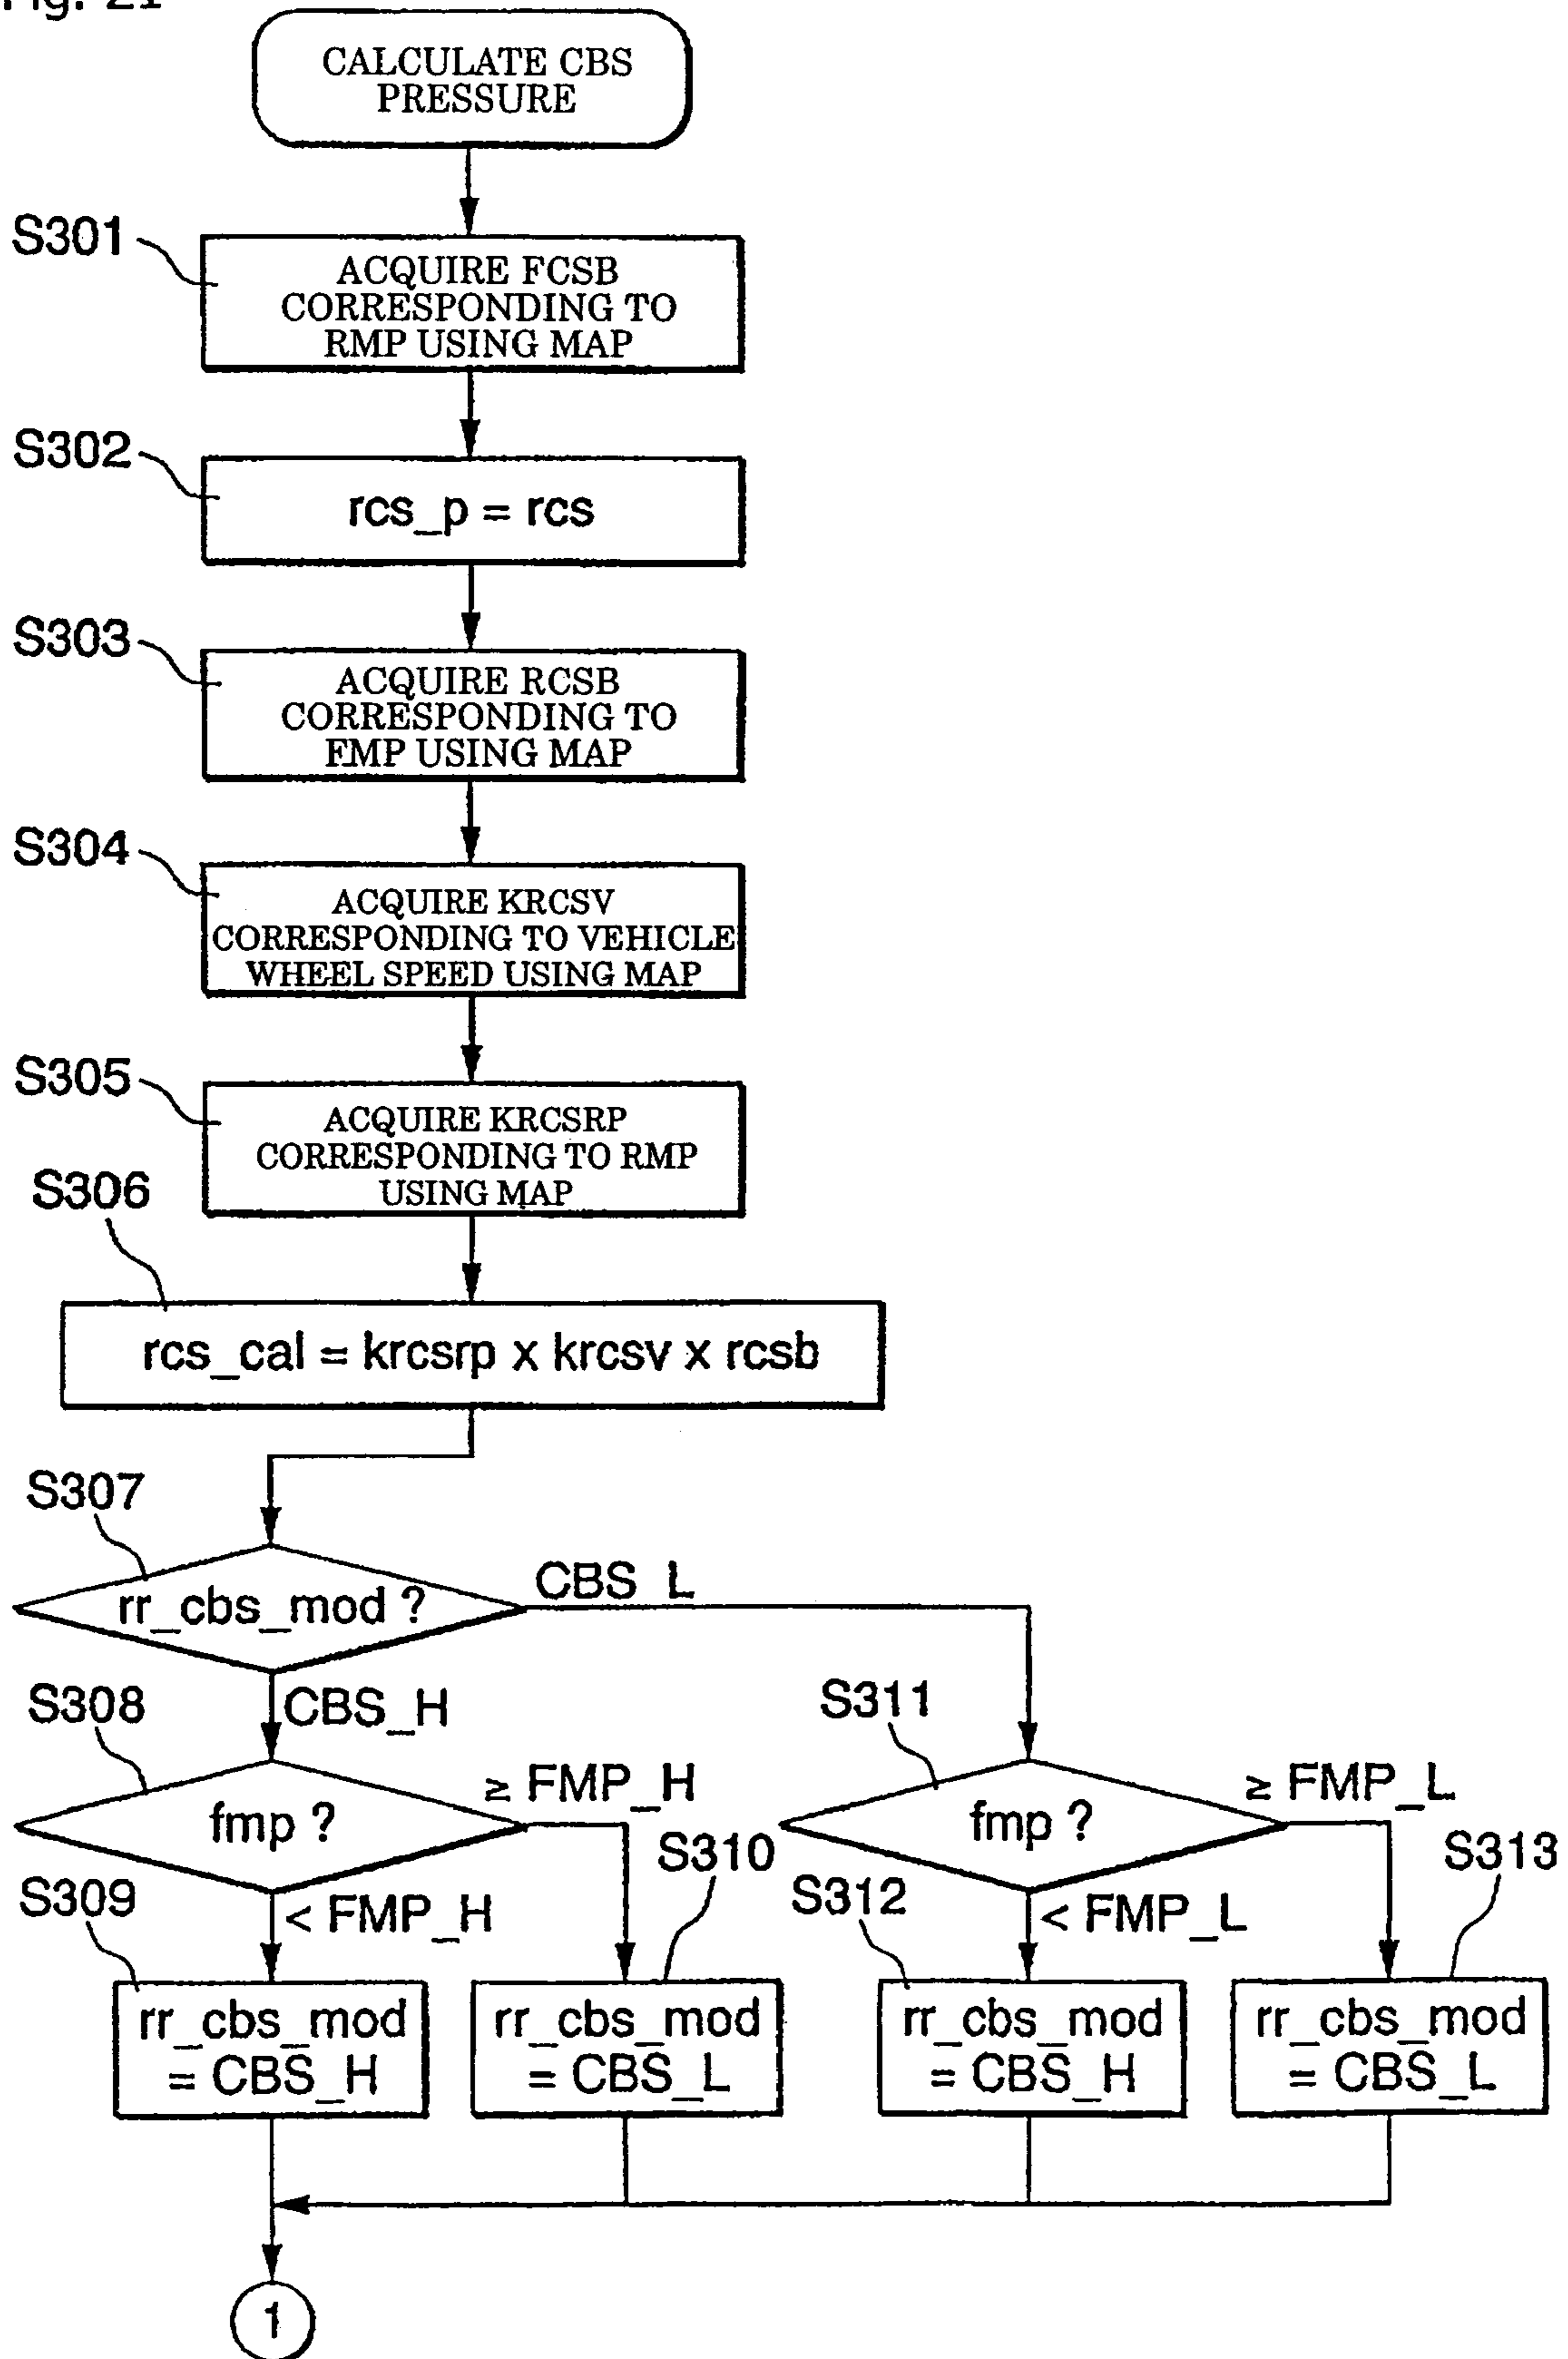 Fig. 21
CALCULATE CBS
PRESSURE
S301
ACQUIRE FCSB
CORRESPONDING TO
RMP USING MAP
S302
rcs_p = rcs
S303
ACQUIRE RCSB
CORRESPONDING TO
FMP USING MAP
S304
ACQUIRE KRCSV
CORRESPONDING TO VEHICLE
WHEEL SPEED USING MAP
S305
ACQUIRE KRCSRP
CORRESPONDING TO RMP
USING MAP
S306
rcs_cal = krcsrp x krcsv x rcsb
S307
rr_cbs_mod ?
CBS_L
CBS_H
S308
fmp ?
≥ FMP_H
< FMP_H
S311
fmp ?
≥ FMP_L
< FMP_L
S309
rr_cbs_mod
= CBS_H
S310
rr_cbs_mod
= CBS_L
S312
rr_cbs_mod
= CBS_H
S313
rr_cbs_mod
= CBS_L
1